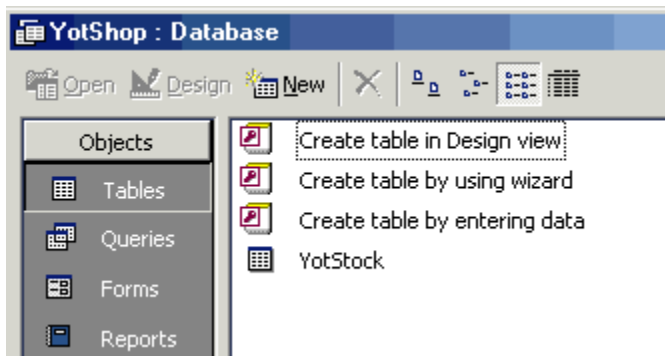 YotShop : Database
Open Design New
Objects
Tables
Queries
Forms
Reports
Create table in Design view
Create table by using wizard
Create table by entering data
YotStock